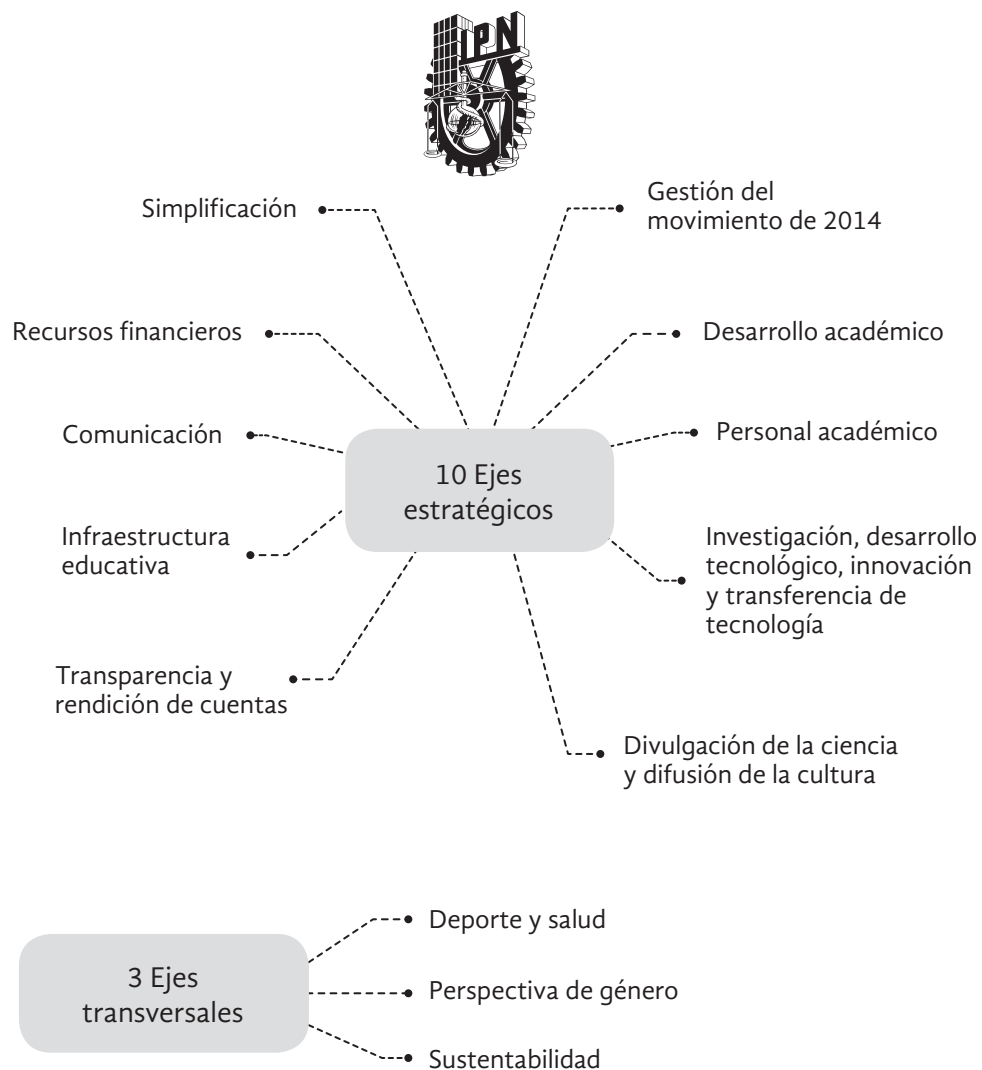 IPN
Simplificación
Gestión del
movimiento de 2014
Recursos financieros
Desarrollo académico
Comunicación
Personal académico
10 Ejes
estratégicos
Infraestructura
educativa
Investigación, desarrollo
tecnológico, innovación
y transferencia de
tecnología
Transparencia y
rendición de cuentas
Divulgación de la ciencia
y difusión de la cultura
3 Ejes
transversales
Deporte y salud
Perspectiva de género
Sustentabilidad